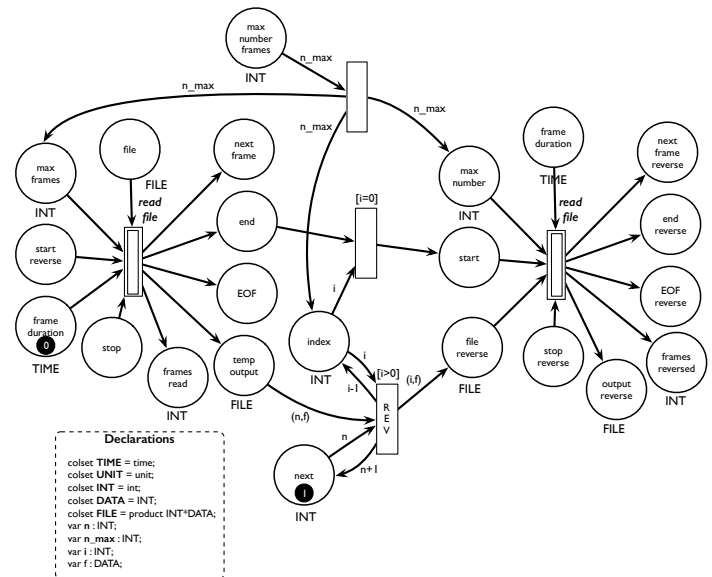 max
number
frames
INT
n_max
n_max
n_max
n_max
max
frames
INT
file
FILE
next
frame
read
file
start
reverse
end
EOF
frame
duration
0
TIME
stop
frames
read
INT
temp
output
FILE
[i=0]
i
index
INT
i
i-1
[i>0]
R
E
V
(n,f)
(i,f)
n
n+1
next
1
INT
max
number
INT
start
file
reverse
FILE
frame
duration
TIME
read
file
next
frame
reverse
end
reverse
EOF
reverse
stop
reverse
output
reverse
FILE
frames
reversed
INT
Declarations
colset TIME = time;
colset UNIT = unit;
colset INT = int;
colset DATA = INT;
colset FILE = product INT*DATA;
var n : INT;
var n_max : INT;
var i : INT;
var f : DATA;